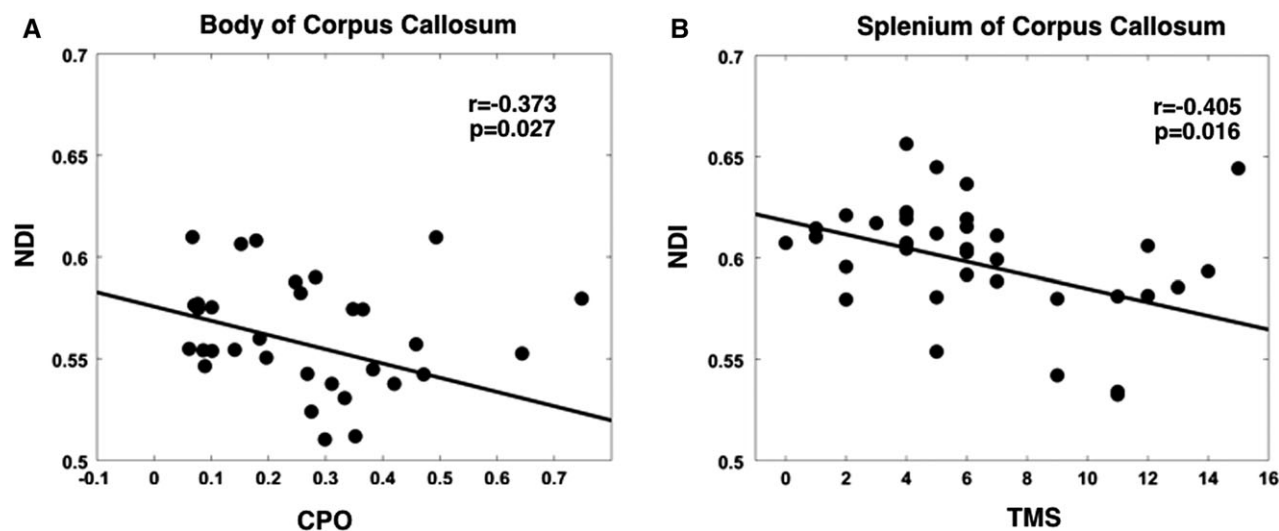 A
Body of Corpus Callosum
0.7
0.65
0.6
0.55
0.5
NDI
r=-0.373
p=0.027
-0.1 0 0.1 0.2 0.3 0.4 0.5 0.6 0.7
CPO
B
Splenium of Corpus Callosum
0.7
0.65
0.6
0.55
0.5
NDI
r=-0.405
p=0.016
0 2 4 6 8 10 12 14 16
TMS